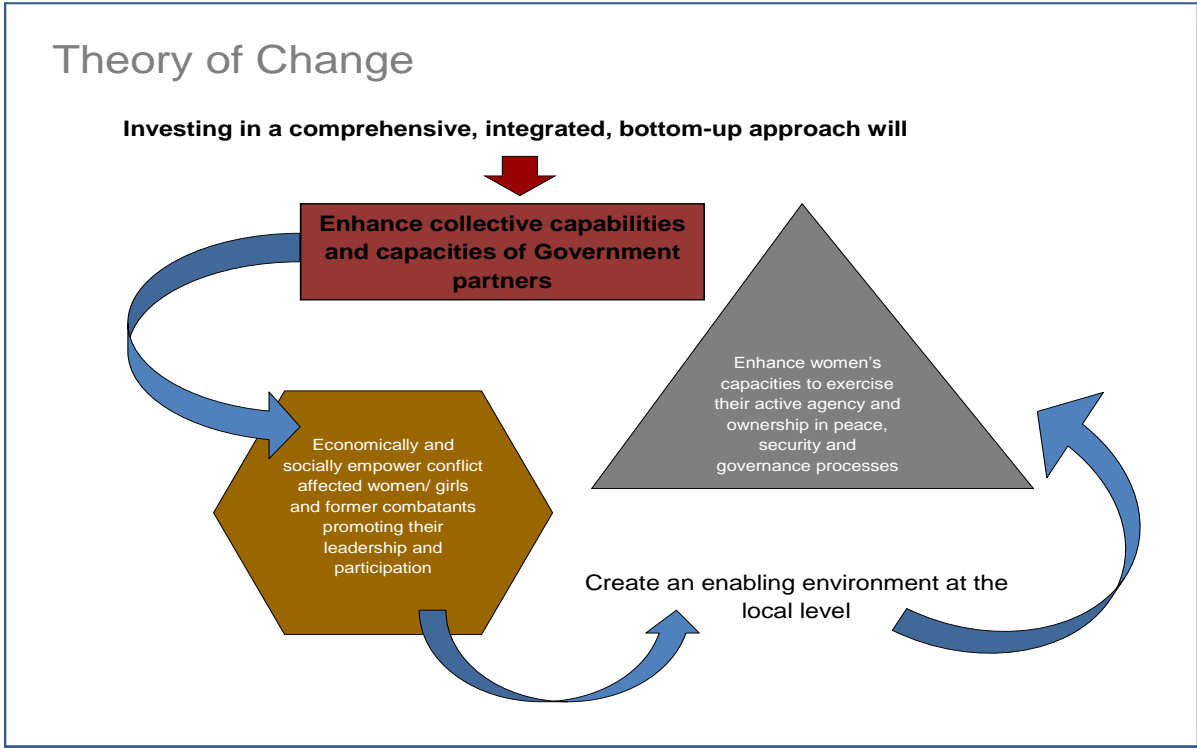 Theory of Change
Investing in a comprehensive, integrated, bottom-up approach will
Enhance collective capabilities
and capacities of Government
partners
Economically and
socially empower conflict
affected women/ girls
and former combatants
promoting their
leadership and
participation
Create an enabling environment at the
local level
Enhance women’s
capacities to exercise
their active agency and
ownership in peace,
security and
governance processes